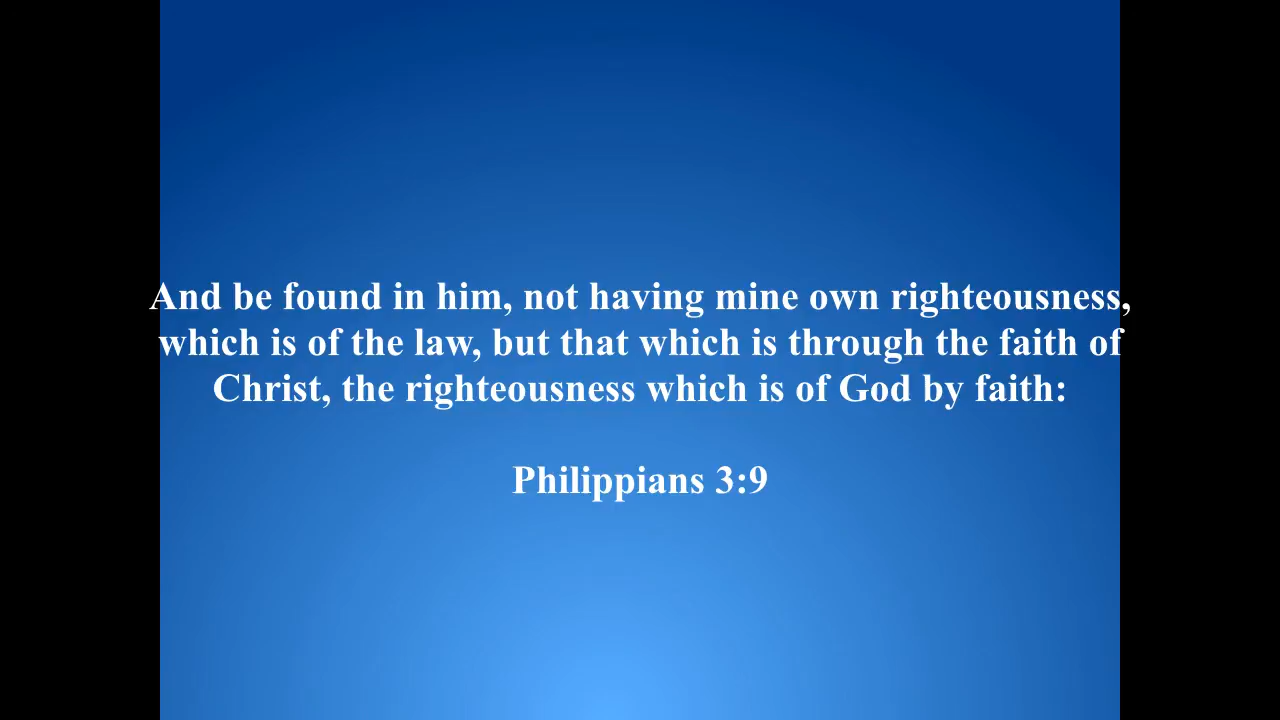 And be found in him, not having mine own righteousness,
which is of the law, but that which is through the faith of
Christ, the righteousness which is of God by faith:
Philippians 3:9